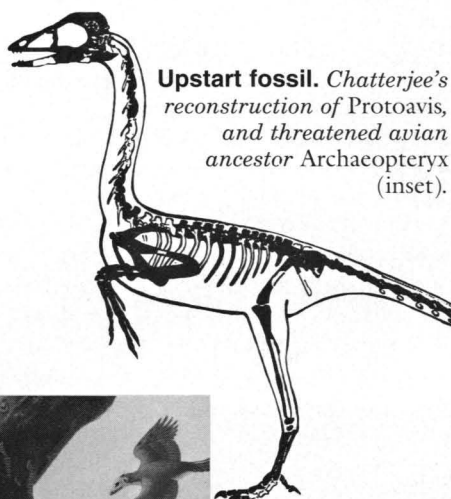 Upstart fossil. Chatterjee's
reconstruction of Protoavis,
and threatened avian
ancestor Archaeopteryx
(inset).